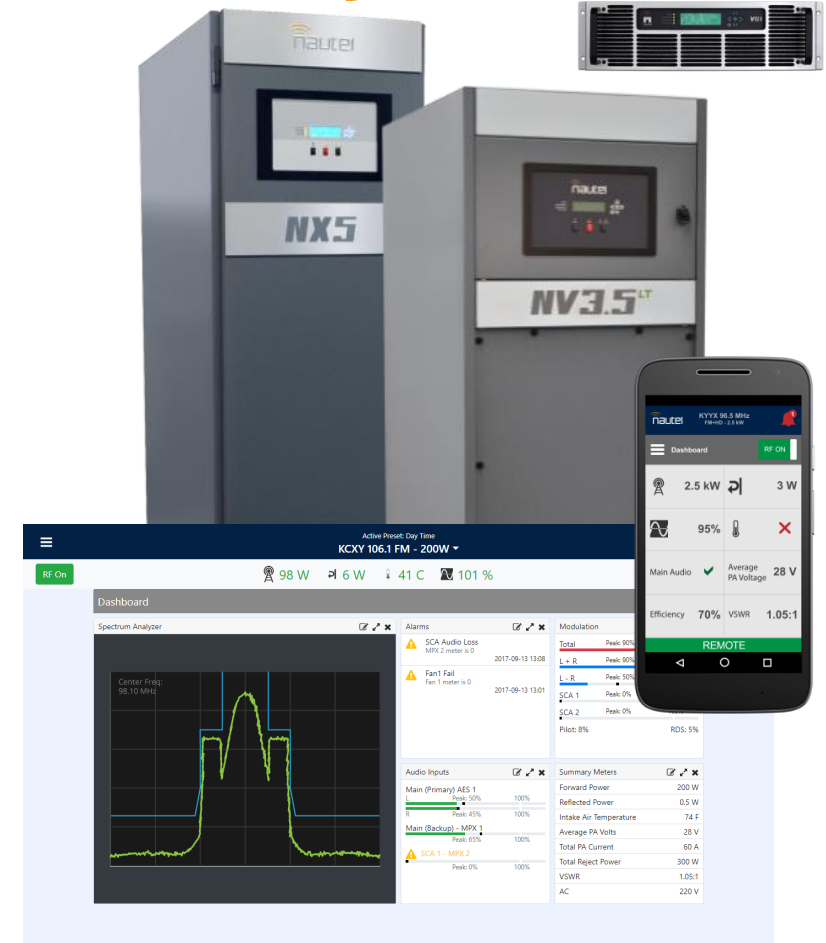 nautel
VS1
NX5
nautel
NV3.5LT
nautel
KYYX 96.5 MHz
FM+HD - 2.5 kW
1
Dashboard
RF ON
2.5 kW
3 W
95%
Main Audio
Average
PA Voltage
28 V
Efficiency
70%
VSWR
1.05:1
REMOTE
Active Preset: Day Time
KCXY 106.1 FM - 200W
RF On
98 W
6 W
41 C
101 %
Dashboard
Spectrum Analyzer
Center Freq:
98.10 MHz
Alarms
SCA Audio Loss
MPX 2 meter is 0
2017-09-13 13:08
Fan1 Fail
Fan 1 meter is 0
2017-09-13 13:01
Modulation
Total Peak: 90%
L + R Peak: 90%
L - R Peak: 50%
SCA 1 Peak: 0%
SCA 2 Peak: 0%
Pilot: 8% RDS: 5%
Audio Inputs
Main (Primary) AES 1
L Peak: 50% 100%
R Peak: 45% 100%
Main (Backup) - MPX 1
Peak: 65% 100%
SCA 1 - MPX 2
Peak: 0% 100%
Summary Meters
Forward Power 200 W
Reflected Power 0.5 W
Intake Air Temperature 74 F
Average PA Volts 28 V
Total PA Current 60 A
Total Reject Power 300 W
VSWR 1.05:1
AC 220 V